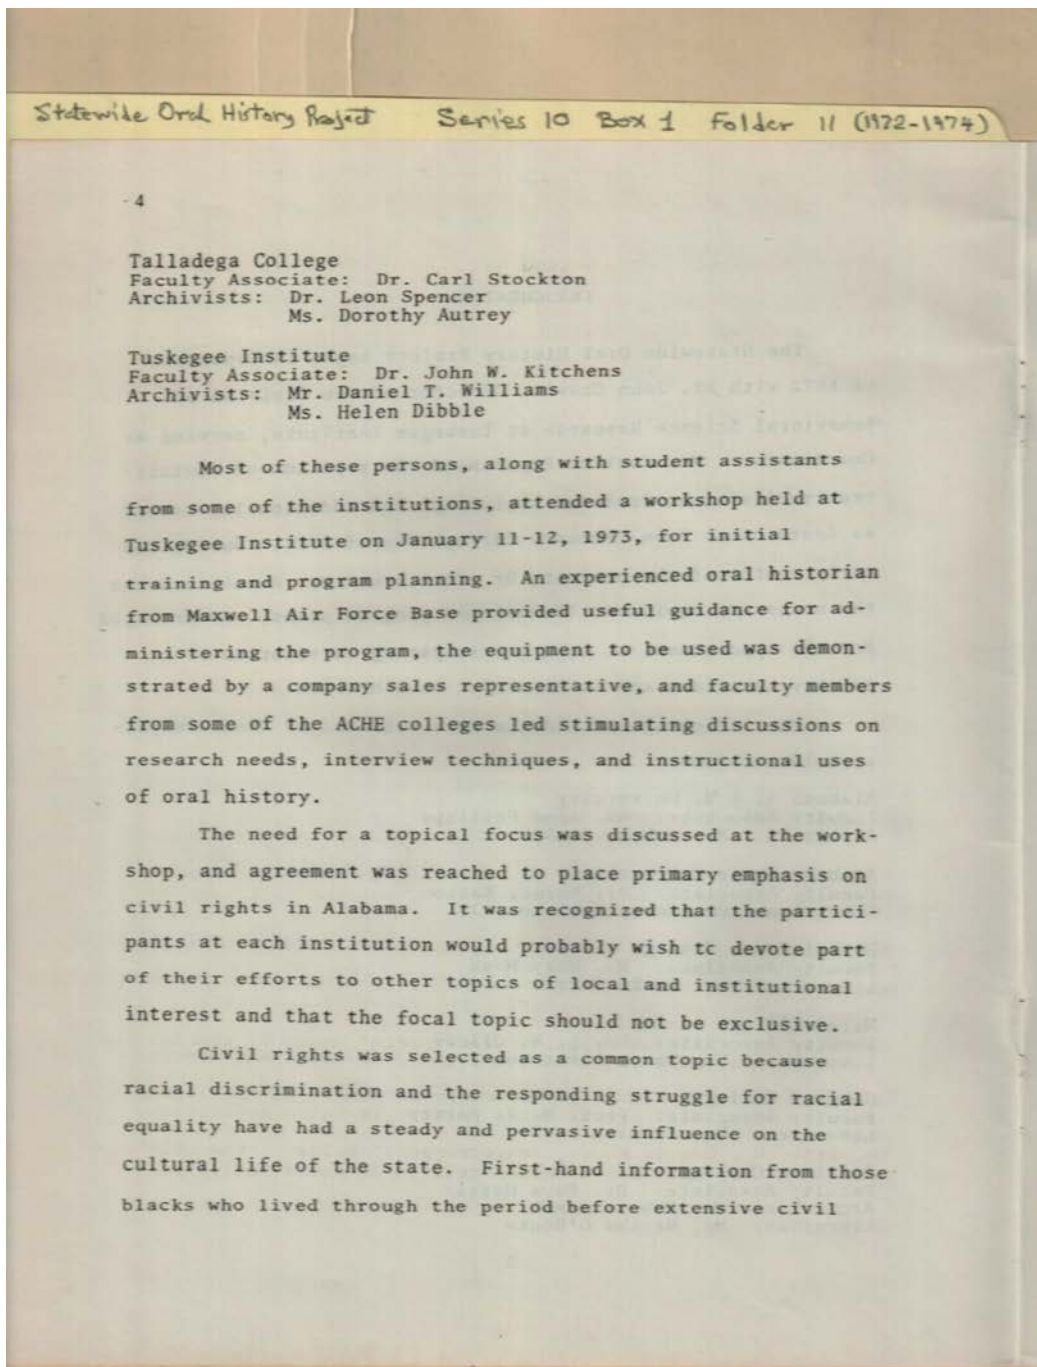 Statewide Oral History Project Series 10 Box 1 Folder 11 (1972-1974)
4
Talladega College
Faculty Associate: Dr. Carl Stockton
Archivists: Dr. Leon Spencer
Ms. Dorothy Autrey
Tuskegee Institute
Faculty Associate: Dr. John W. Kitchens
Archivists: Mr. Daniel T. Williams
Ms. Helen Dibble
Most of these persons, along with student assistants
from some of the institutions, attended a workshop held at
Tuskegee Institute on January 11-12, 1973, for initial
training and program planning. An experienced oral historian
from Maxwell Air Force Base provided useful guidance for ad-
ministering the program, the equipment to be used was demon-
strated by a company sales representative, and faculty members
from some of the ACHE colleges led stimulating discussions on
research needs, interview techniques, and instructional uses
of oral history.
The need for a topical focus was discussed at the work-
shop, and agreement was reached to place primary emphasis on
civil rights in Alabama. It was recognized that the partici-
pants at each institution would probably wish tc devote part
of their efforts to other topics of local and institutional
interest and that the focal topic should not be exclusive.
Civil rights was selected as a common topic because
racial discrimination and the responding struggle for racial
equality have had a steady and pervasive influence on the
cultural life of the state. First-hand information from those
blacks who lived through the period before extensive civil